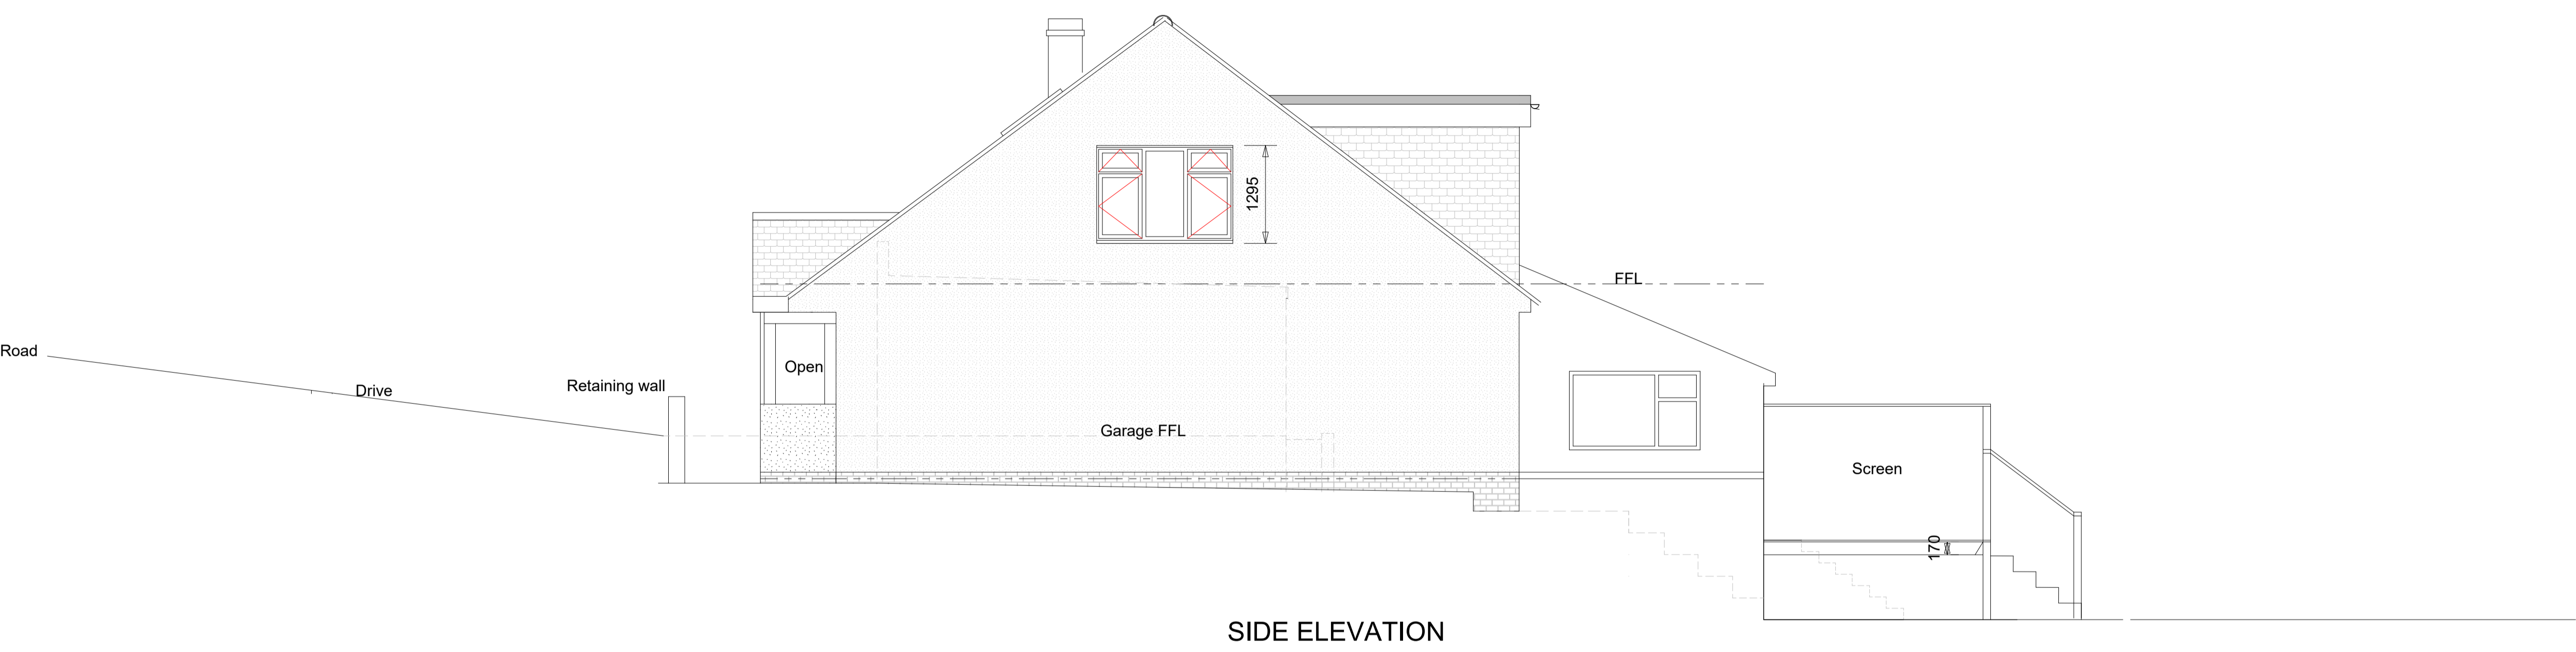 1295
FFL
Road
Open
Drive
Retaining wall
Garage FFL
Screen
170
SIDE ELEVATION